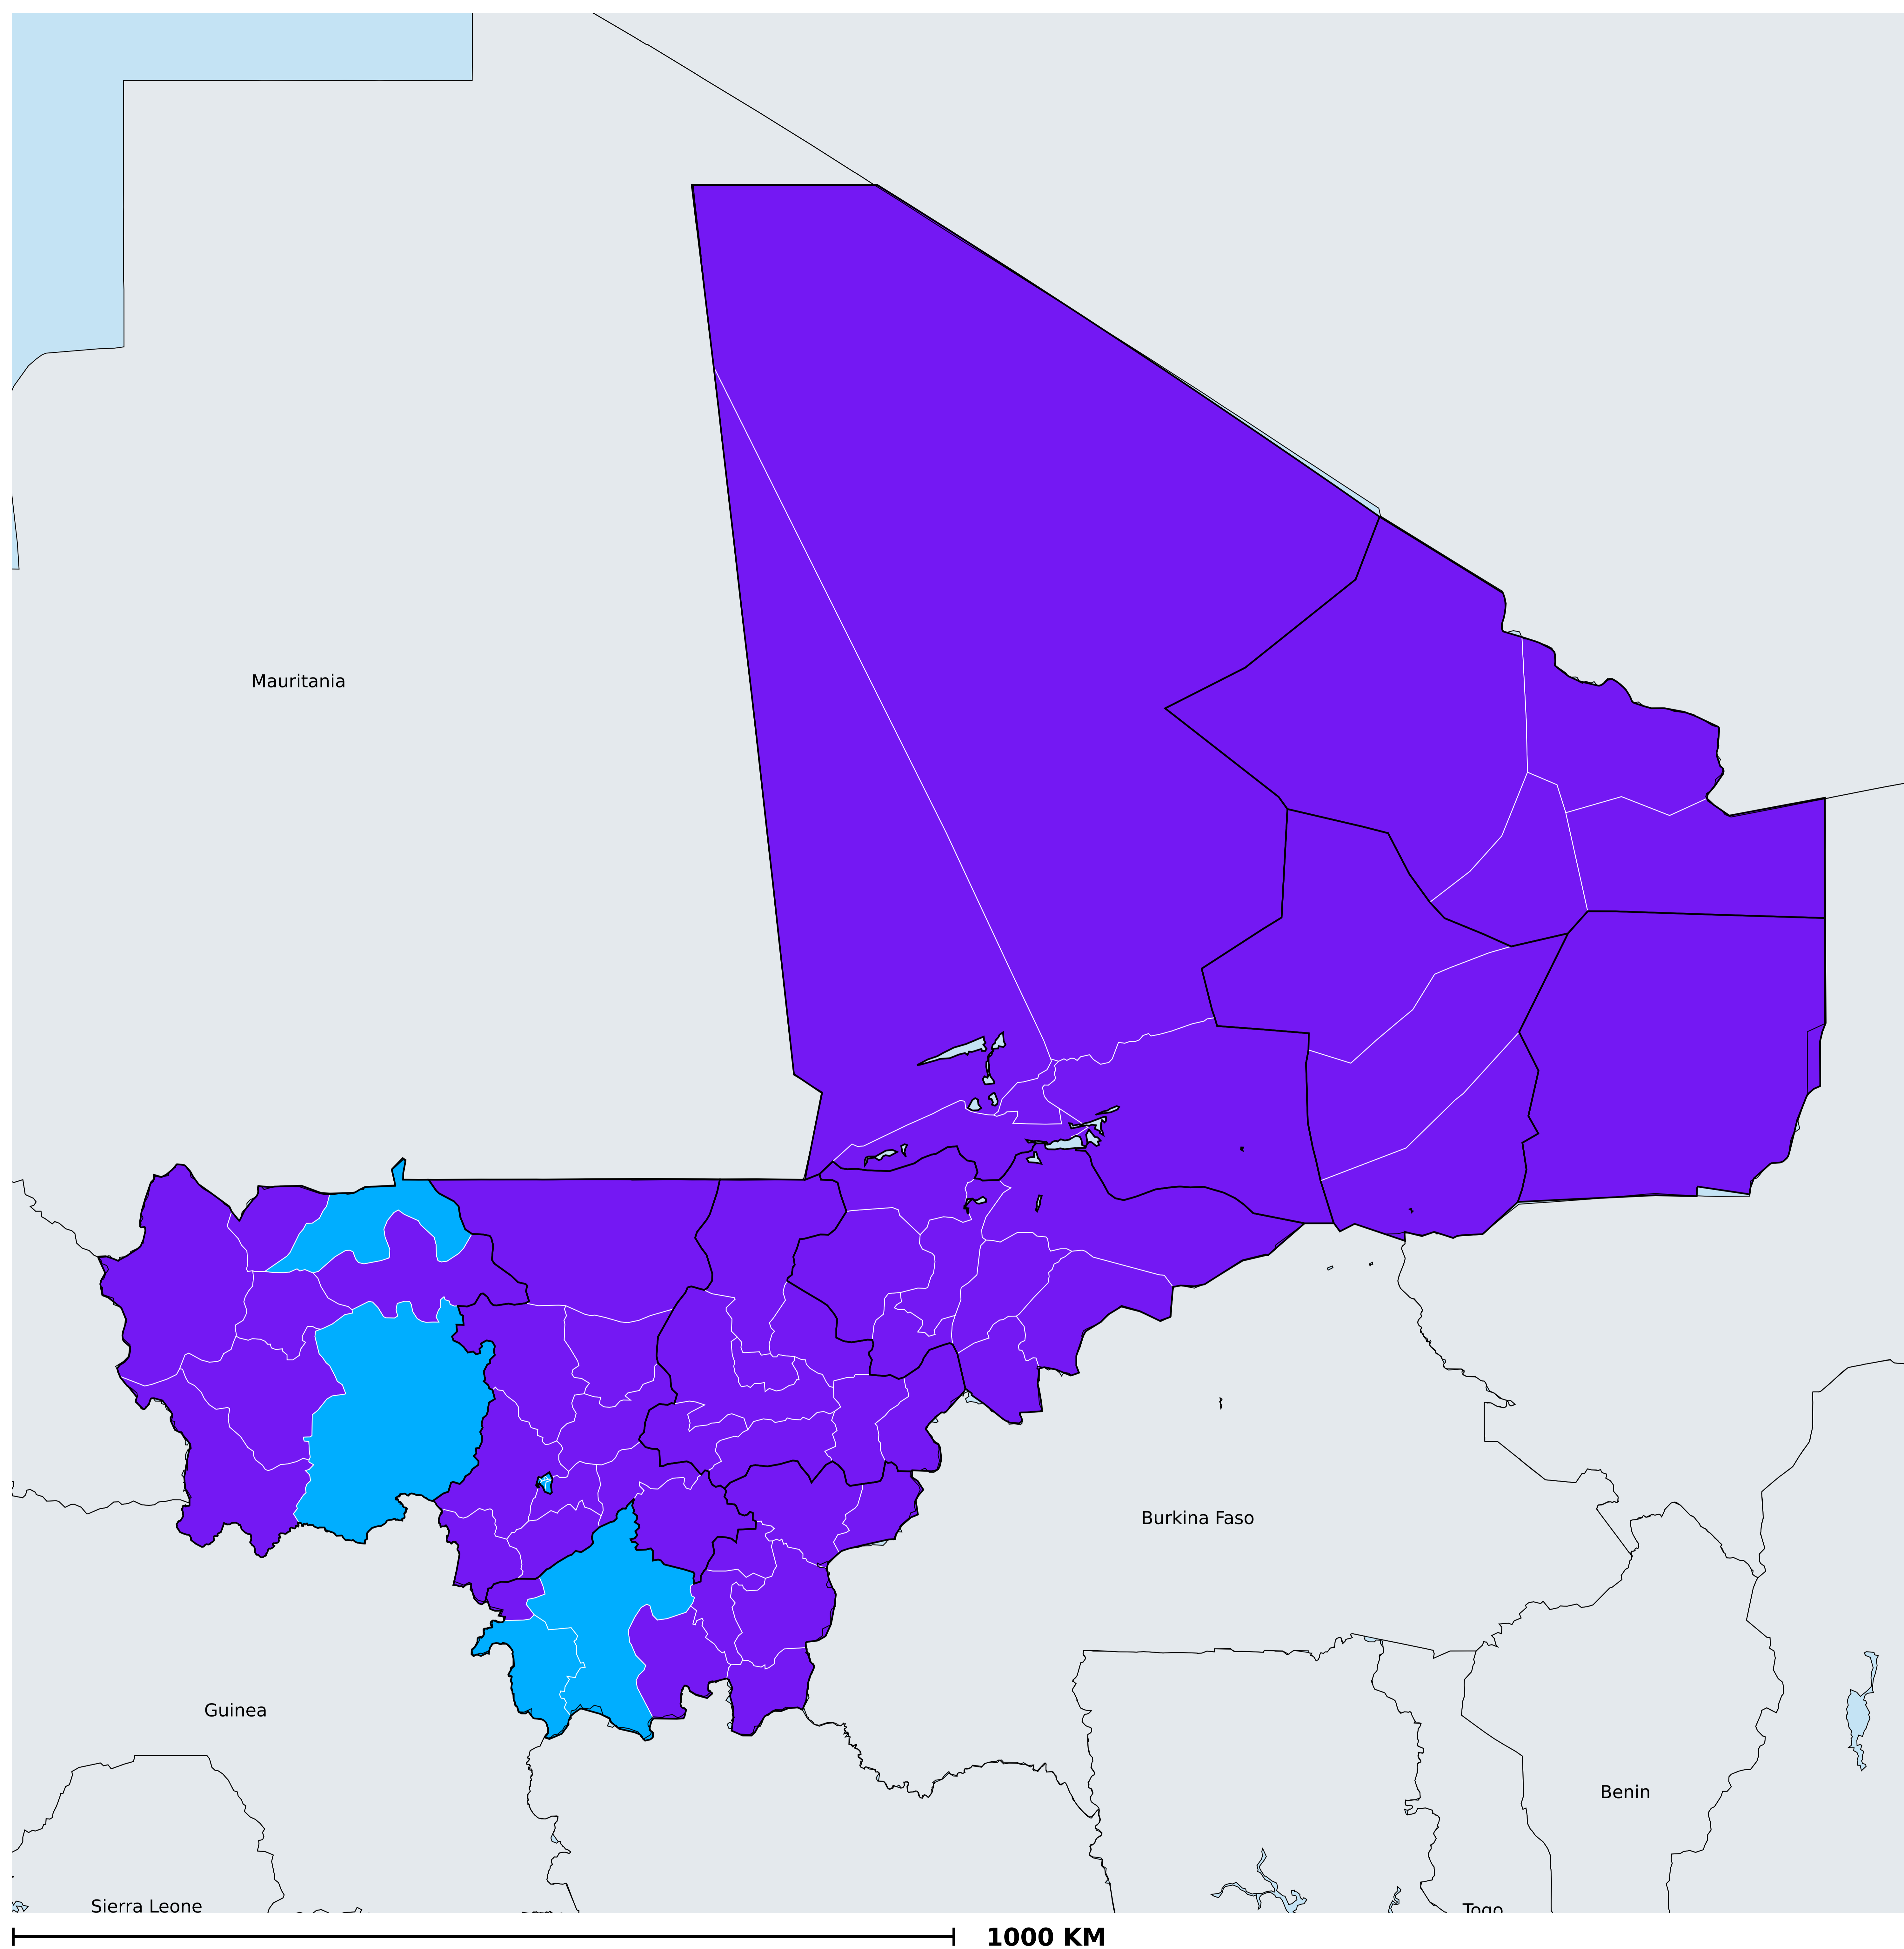 Mauritania
Burkina Faso
Guinea
Benin
Sierra Leone
Togo
1000 KM